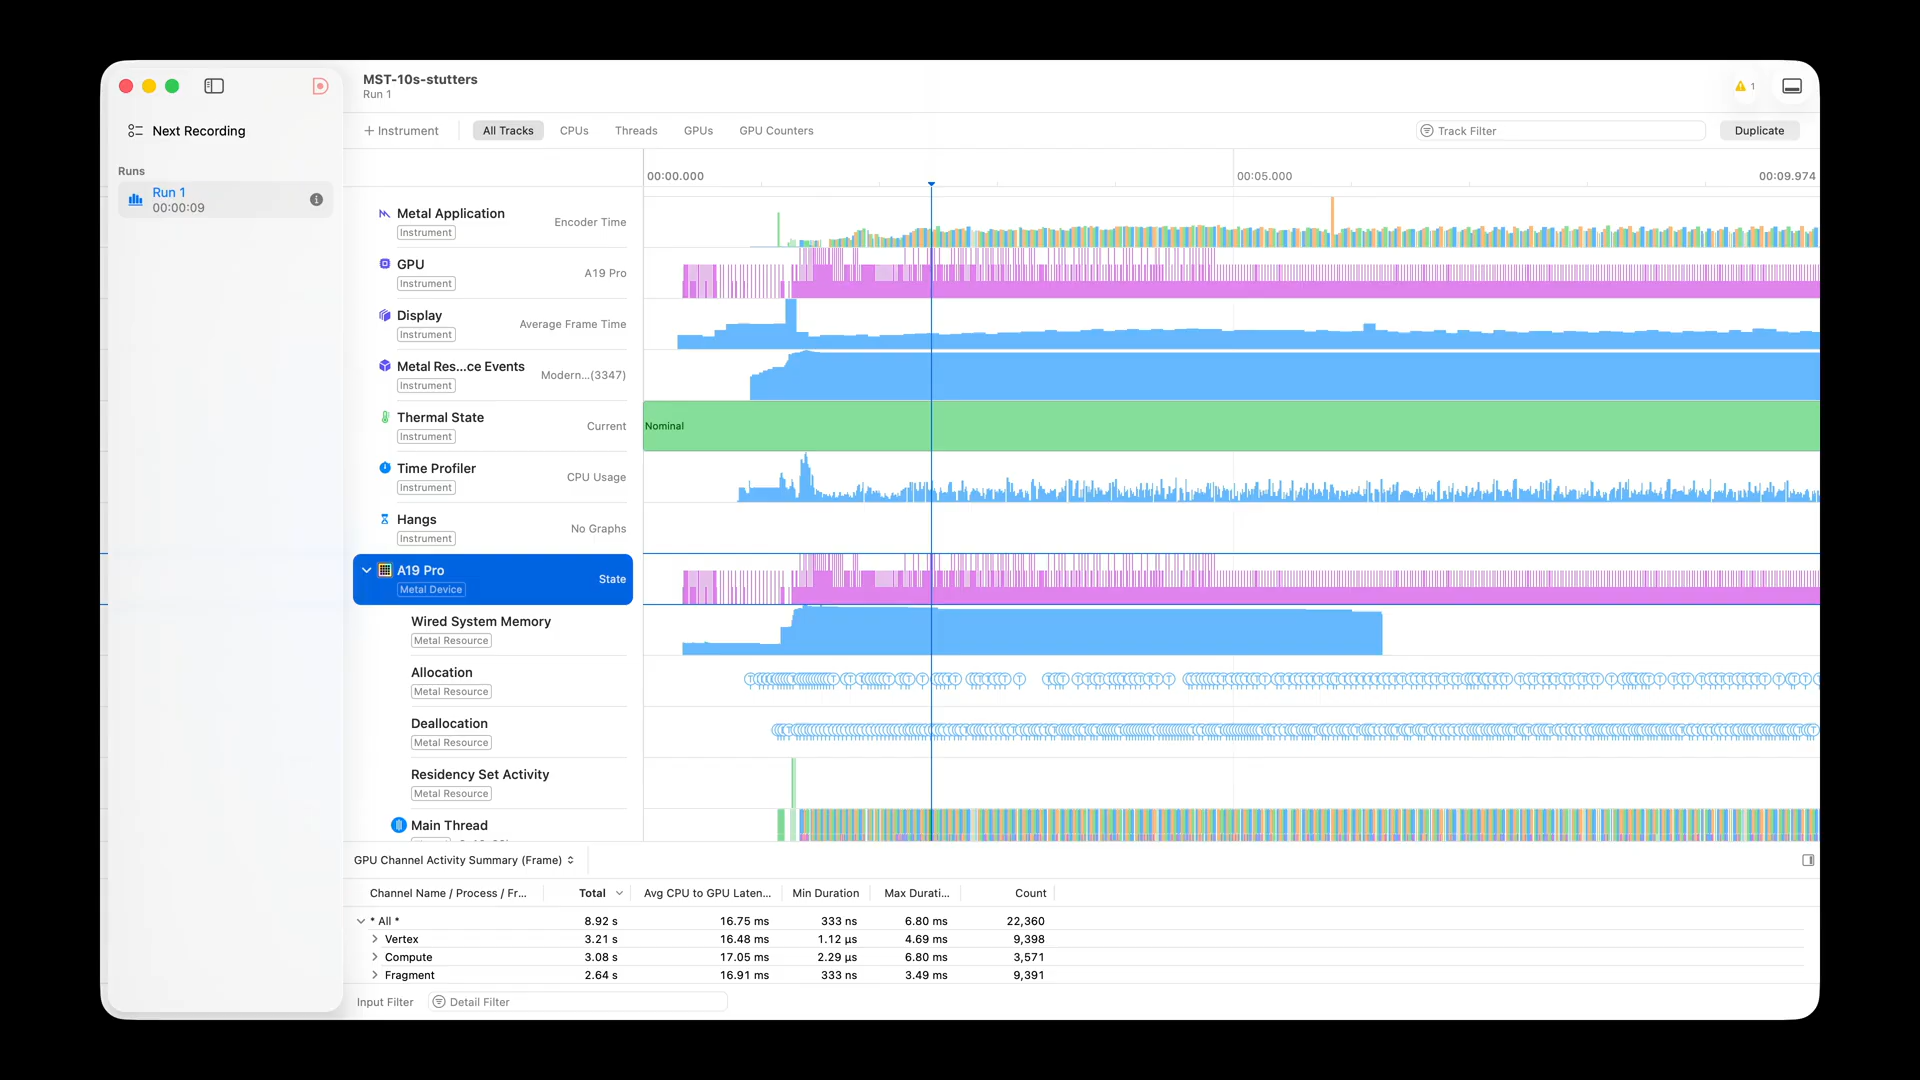 MST-10s-stutters
Run 1
1
Next Recording
Runs
Run 1
00:00:09
+ Instrument
All Tracks
CPUs
Threads
GPUs
GPU Counters
Track Filter
Duplicate
00:00.000
00:05.000
00:09.974
Metal Application
Instrument
Encoder Time
GPU
Instrument
A19 Pro
Display
Instrument
Average Frame Time
Metal Res...ce Events
Instrument
Modern...(3347)
Thermal State
Instrument
Current
Nominal
Time Profiler
Instrument
CPU Usage
Hangs
Instrument
No Graphs
A19 Pro
Metal Device
State
Wired System Memory
Metal Resource
Allocation
Metal Resource
Deallocation
Metal Resource
Residency Set Activity
Metal Resource
Main Thread
GPU Channel Activity Summary (Frame)
Channel Name / Process / Fr... Total Avg CPU to GPU Laten... Min Duration Max Durati... Count
* All * 8.92 s 16.75 ms 333 ns 6.80 ms 22,360
Vertex 3.21 s 16.48 ms 1.12 µs 4.69 ms 9,398
Compute 3.08 s 17.05 ms 2.29 µs 6.80 ms 3,571
Fragment 2.64 s 16.91 ms 333 ns 3.49 ms 9,391
Input Filter
Detail Filter